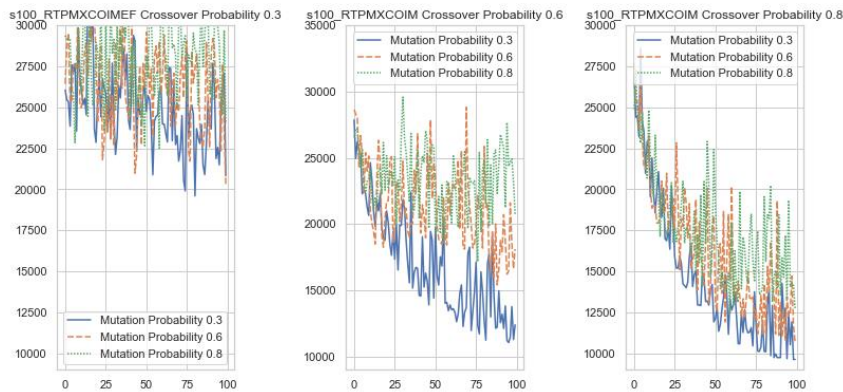 s100_RTPMXCOIMEF Crossover Probability 0.3
30000
27500
25000
22500
20000
17500
15000
12500
10000
Mutation Probability 0.3
Mutation Probability 0.6
Mutation Probability 0.8
0 25 50 75 100
s100_RTPMXCOIM Crossover Probability 0.6
35000
30000
25000
20000
15000
10000
Mutation Probability 0.3
Mutation Probability 0.6
Mutation Probability 0.8
0 25 50 75 100
s100_RTPMXCOIM Crossover Probability 0.8
30000
27500
25000
22500
20000
17500
15000
12500
10000
Mutation Probability 0.3
Mutation Probability 0.6
Mutation Probability 0.8
0 25 50 75 100